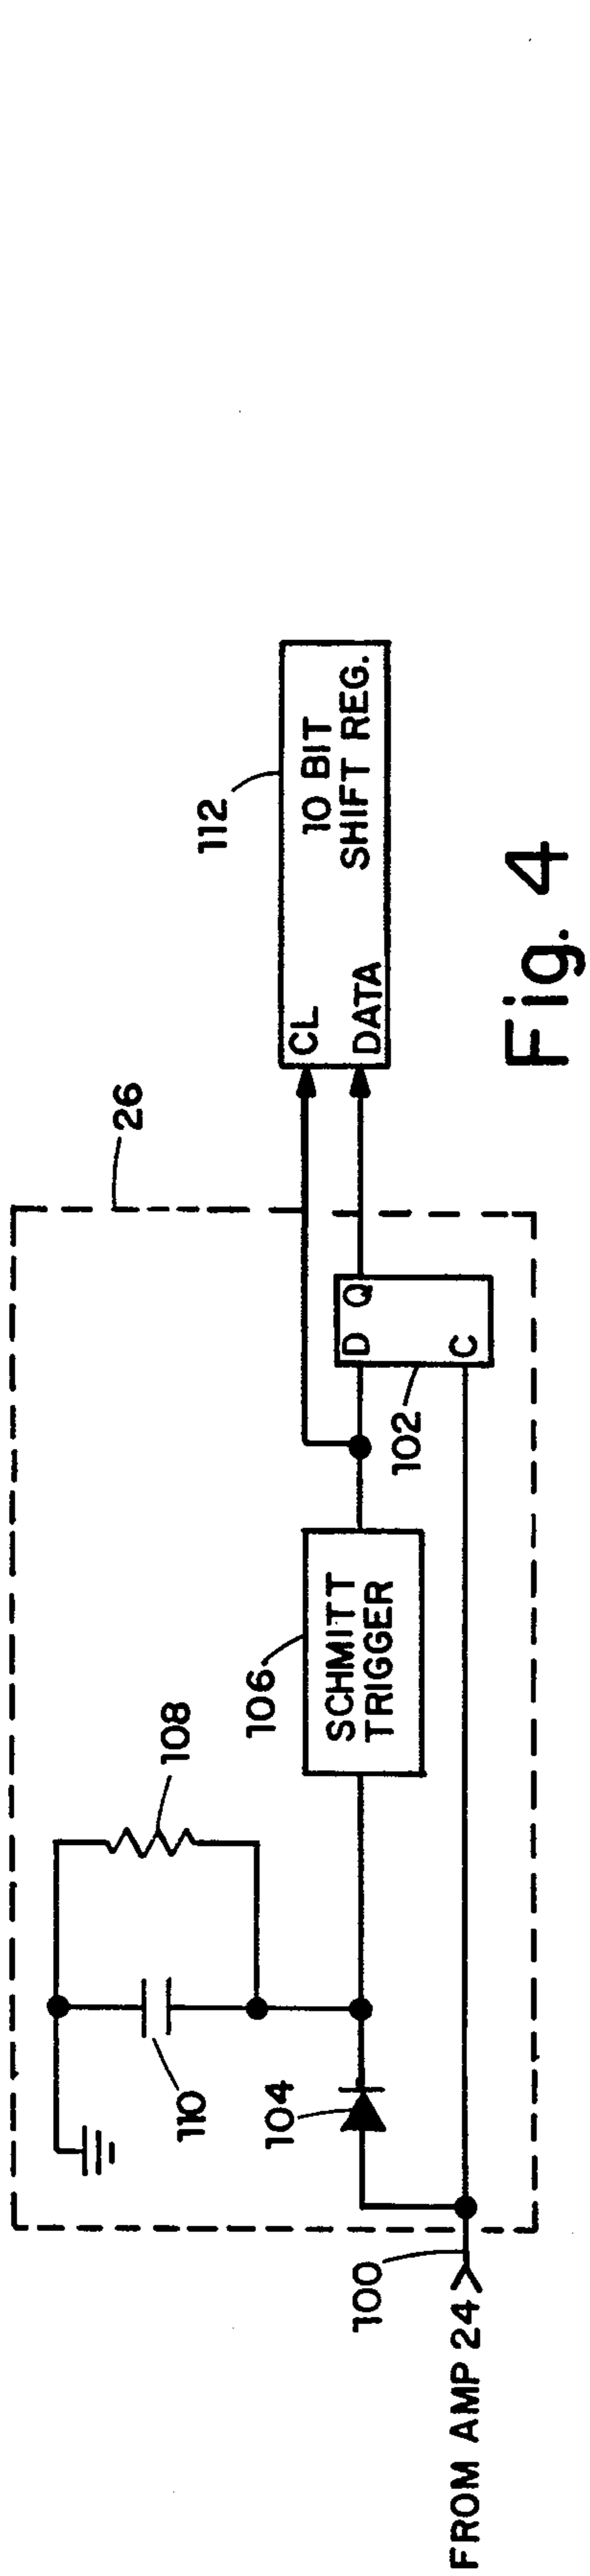 26
108
112
110
106
104
SCHMITT
TRIGGER
D Q
C
102
CL
DATA
10 BIT
SHIFT REG.
100
FROM AMP 24
Fig. 4